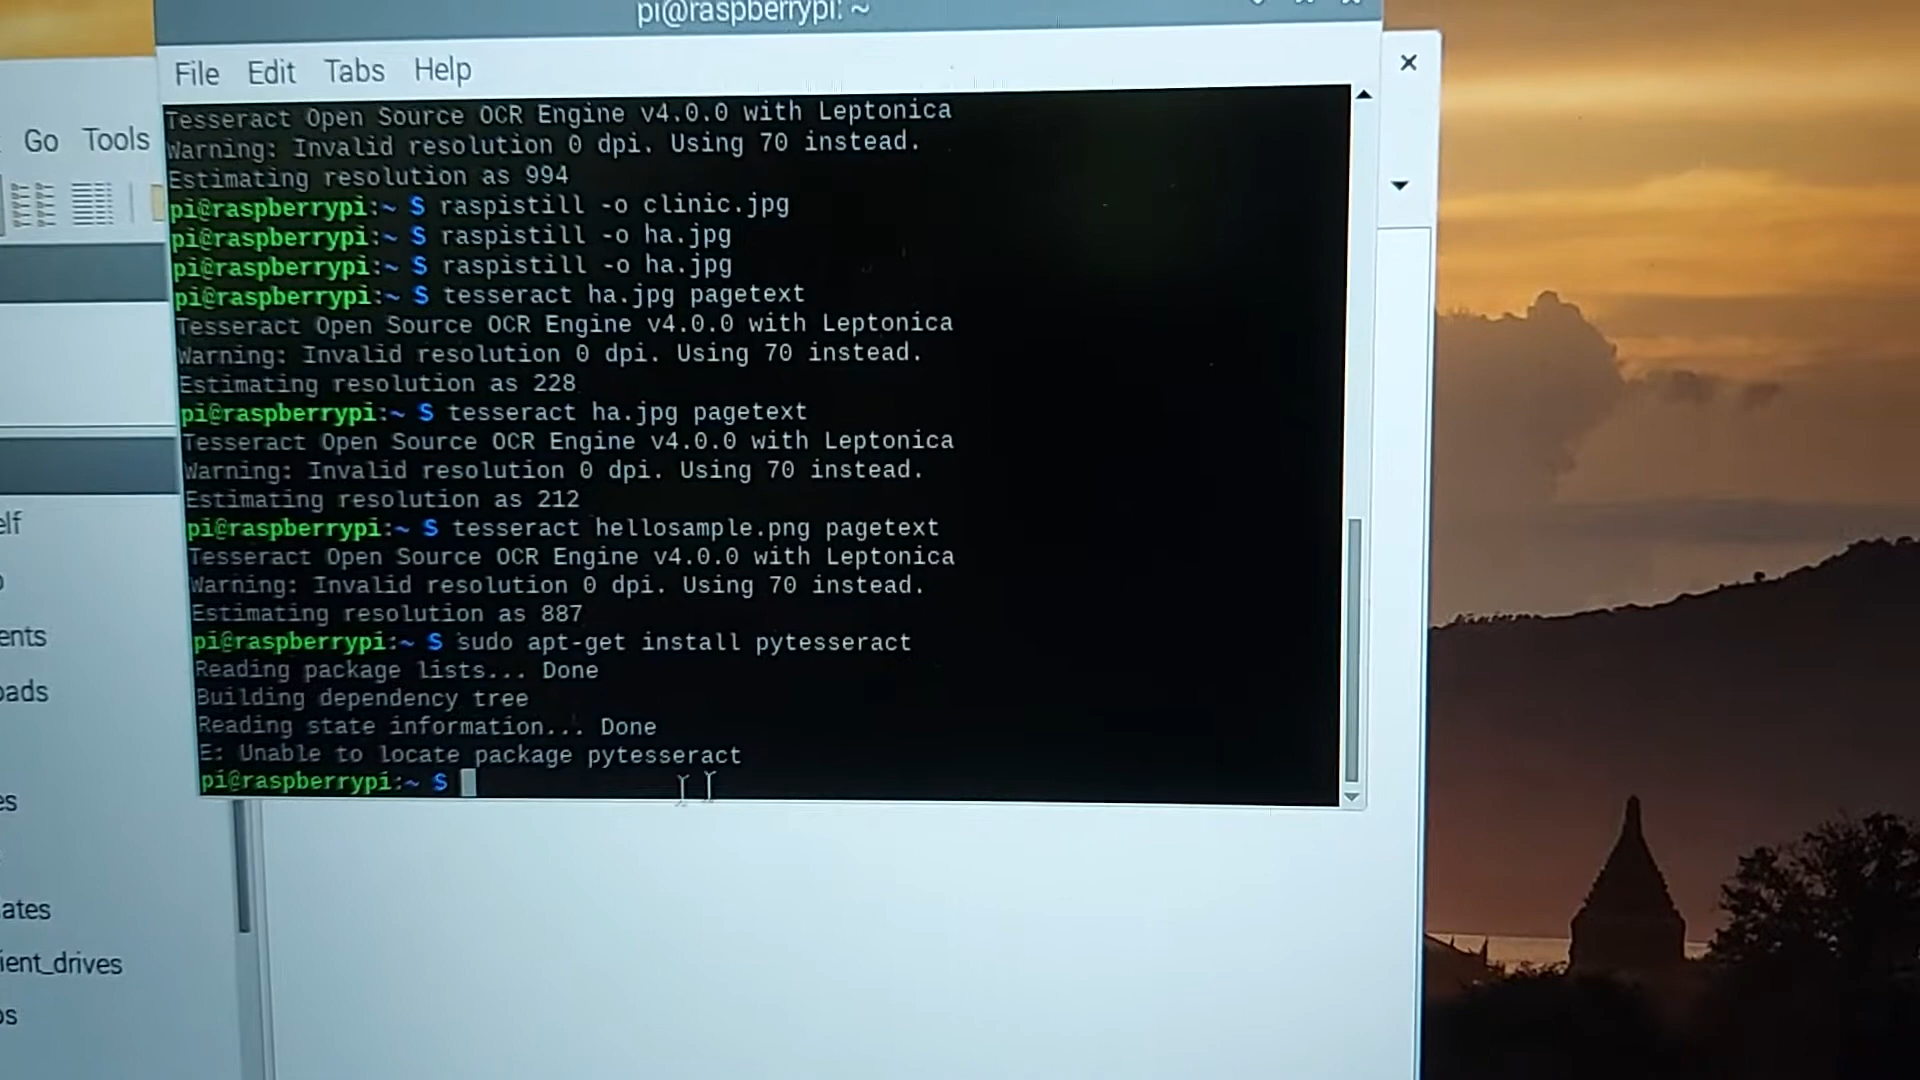 pi@raspberrypi: ~
File Edit Tabs Help
Go Tools
Tesseract Open Source OCR Engine v4.0.0 with Leptonica
Warning: Invalid resolution 0 dpi. Using 70 instead.
Estimating resolution as 994
pi@raspberrypi:~ $ raspistill -o clinic.jpg
pi@raspberrypi:~ $ raspistill -o ha.jpg
pi@raspberrypi:~ $ raspistill -o ha.jpg
pi@raspberrypi:~ $ tesseract ha.jpg pagetext
Tesseract Open Source OCR Engine v4.0.0 with Leptonica
Warning: Invalid resolution 0 dpi. Using 70 instead.
Estimating resolution as 228
pi@raspberrypi:~ $ tesseract ha.jpg pagetext
Tesseract Open Source OCR Engine v4.0.0 with Leptonica
Warning: Invalid resolution 0 dpi. Using 70 instead.
Estimating resolution as 212
pi@raspberrypi:~ $ tesseract hellosample.png pagetext
Tesseract Open Source OCR Engine v4.0.0 with Leptonica
Warning: Invalid resolution 0 dpi. Using 70 instead.
Estimating resolution as 887
pi@raspberrypi:~ $ sudo apt-get install pytesseract
Reading package lists... Done
Building dependency tree
Reading state information... Done
E: Unable to locate package pytesseract
pi@raspberrypi:~ $
elf
ents
oads
es
ates
ient_drives
os